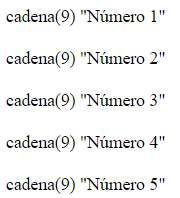 cadena(9) "Número 1"
cadena(9) "Número 2"
cadena(9) "Número 3"
cadena(9) "Número 4"
cadena(9) "Número 5"